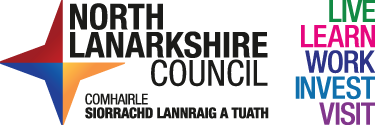 NORTH
LANARKSHIRE
COUNCIL
COMHAIRLE
SIORRACHD LANNRAIG A TUATH
LIVE
LEARN
WORK
INVEST
VISIT